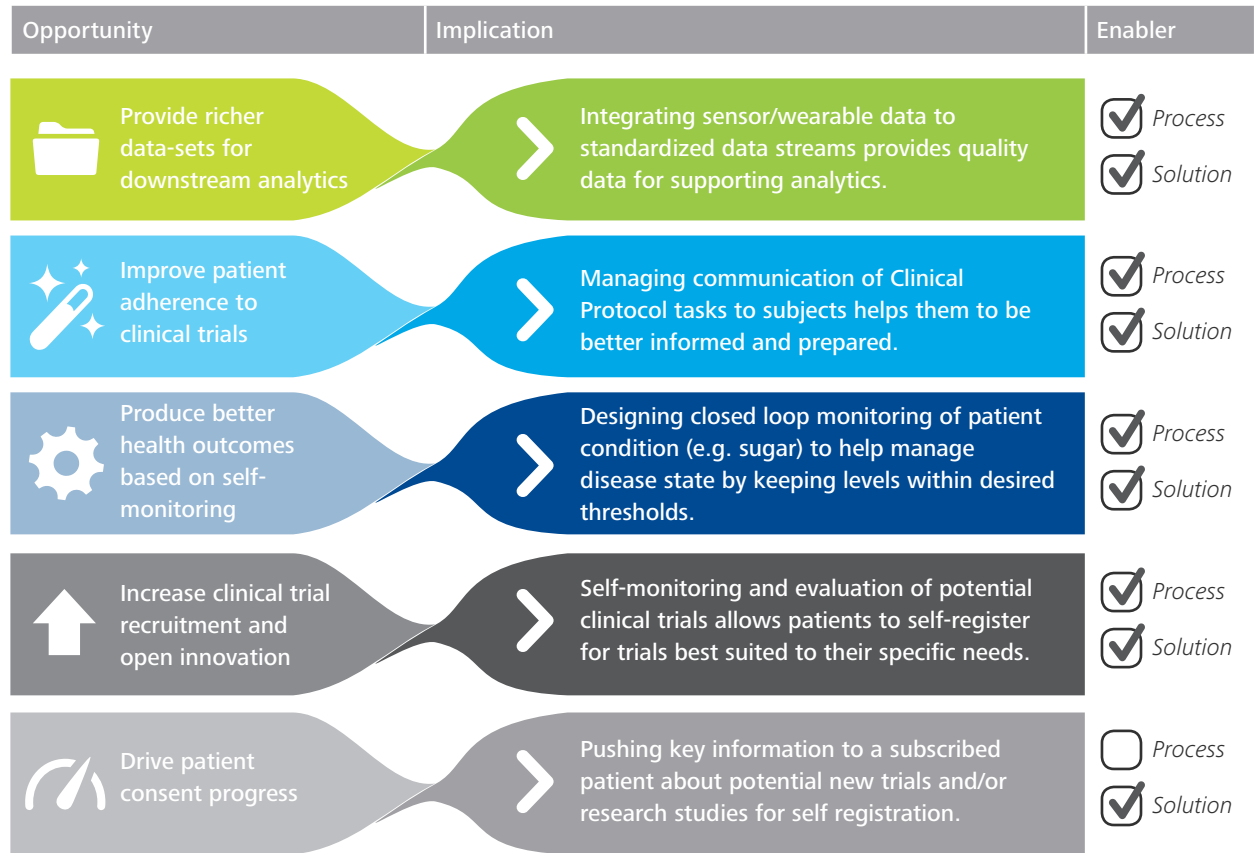 Opportunity
Implication
Enabler
Provide richer
data-sets for
downstream analytics
Integrating sensor/wearable data to
standardized data streams provides quality
data for supporting analytics.
Process
Solution
Improve patient
adherence to
clinical trials
Managing communication of Clinical
Protocol tasks to subjects helps them to be
better informed and prepared.
Process
Solution
Produce better
health outcomes
based on self-
monitoring
Designing closed loop monitoring of patient
condition (e.g. sugar) to help manage
disease state by keeping levels within desired
thresholds.
Process
Solution
Increase clinical trial
recruitment and
open innovation
Self-monitoring and evaluation of potential
clinical trials allows patients to self-register
for trials best suited to their specific needs.
Process
Solution
Drive patient
consent progress
Pushing key information to a subscribed
patient about potential new trials and/or
research studies for self registration.
Process
Solution